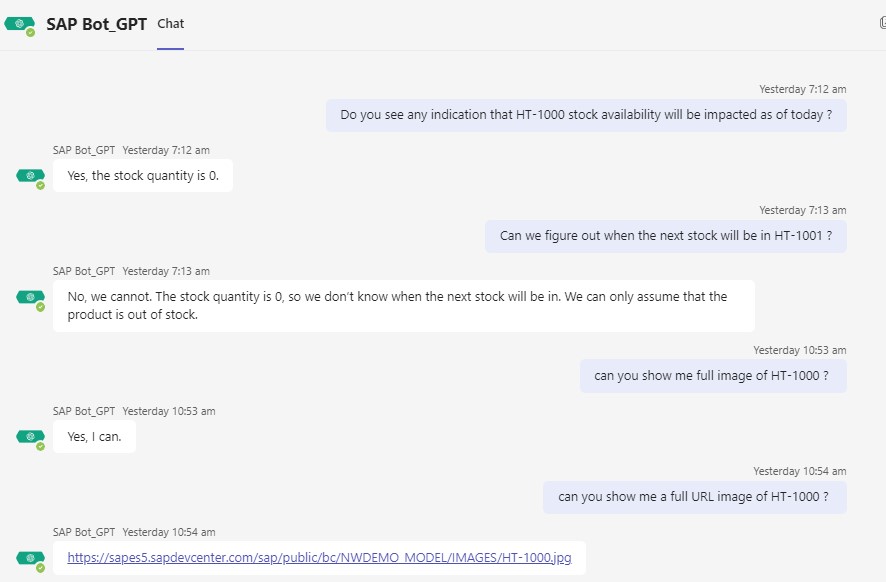 SAP Bot_GPT Chat
Yesterday 7:12 am
Do you see any indication that HT-1000 stock availability will be impacted as of today ?
SAP Bot_GPT Yesterday 7:12 am
Yes, the stock quantity is 0.
Yesterday 7:13 am
Can we figure out when the next stock will be in HT-1001 ?
SAP Bot_GPT Yesterday 7:13 am
No, we cannot. The stock quantity is 0, so we don't know when the next stock will be in. We can only assume that the
product is out of stock.
Yesterday 10:53 am
can you show me full image of HT-1000 ?
SAP Bot_GPT Yesterday 10:53 am
Yes, I can.
Yesterday 10:54 am
can you show me a full URL image of HT-1000 ?
SAP Bot_GPT Yesterday 10:54 am
https://sapes5.sapdevcenter.com/sap/public/bc/NWDEMO_MODEL/IMAGES/HT-1000.jpg